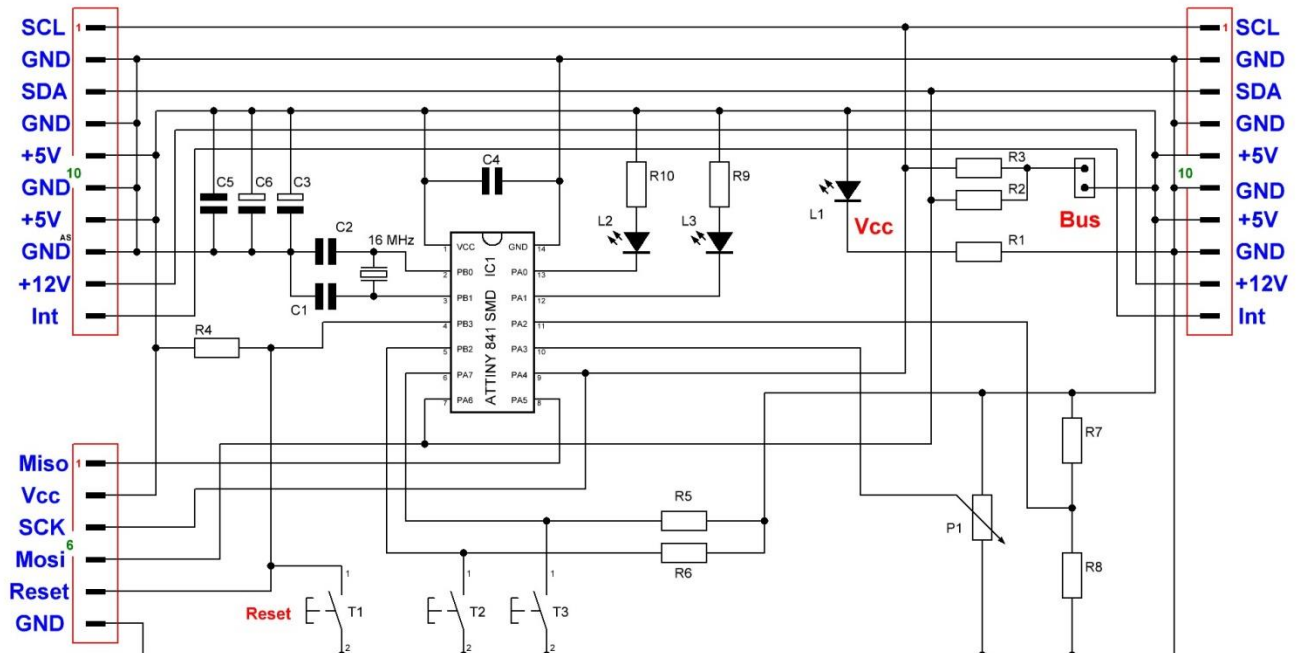 SCL 1
GND
SDA
GND
+5V
10
GND
+5V
AS
GND
+12V
Int
1 SCL
GND
SDA
GND
+5V
10
GND
+5V
GND
+12V
Int
C5 C6 C3
C4
C2
16 MHz
C1
R10 R9
L2 L3
L1
Vcc
R3
R2
Bus
R1
R4
1 VCC GND 14
2 PB0 PA0 13
3 PB1 PA1 12
4 PB3 PA2 11
5 PB2 PA3 10
6 PA7 PA4 9
7 PA6 PA5 8
ATTINY 841 SMD IC1
Miso 1
Vcc
SCK
6
Mosi
Reset
GND
R5
R6
R7
R8
P1
Reset
1
T1
2
1
T2
2
1
T3
2